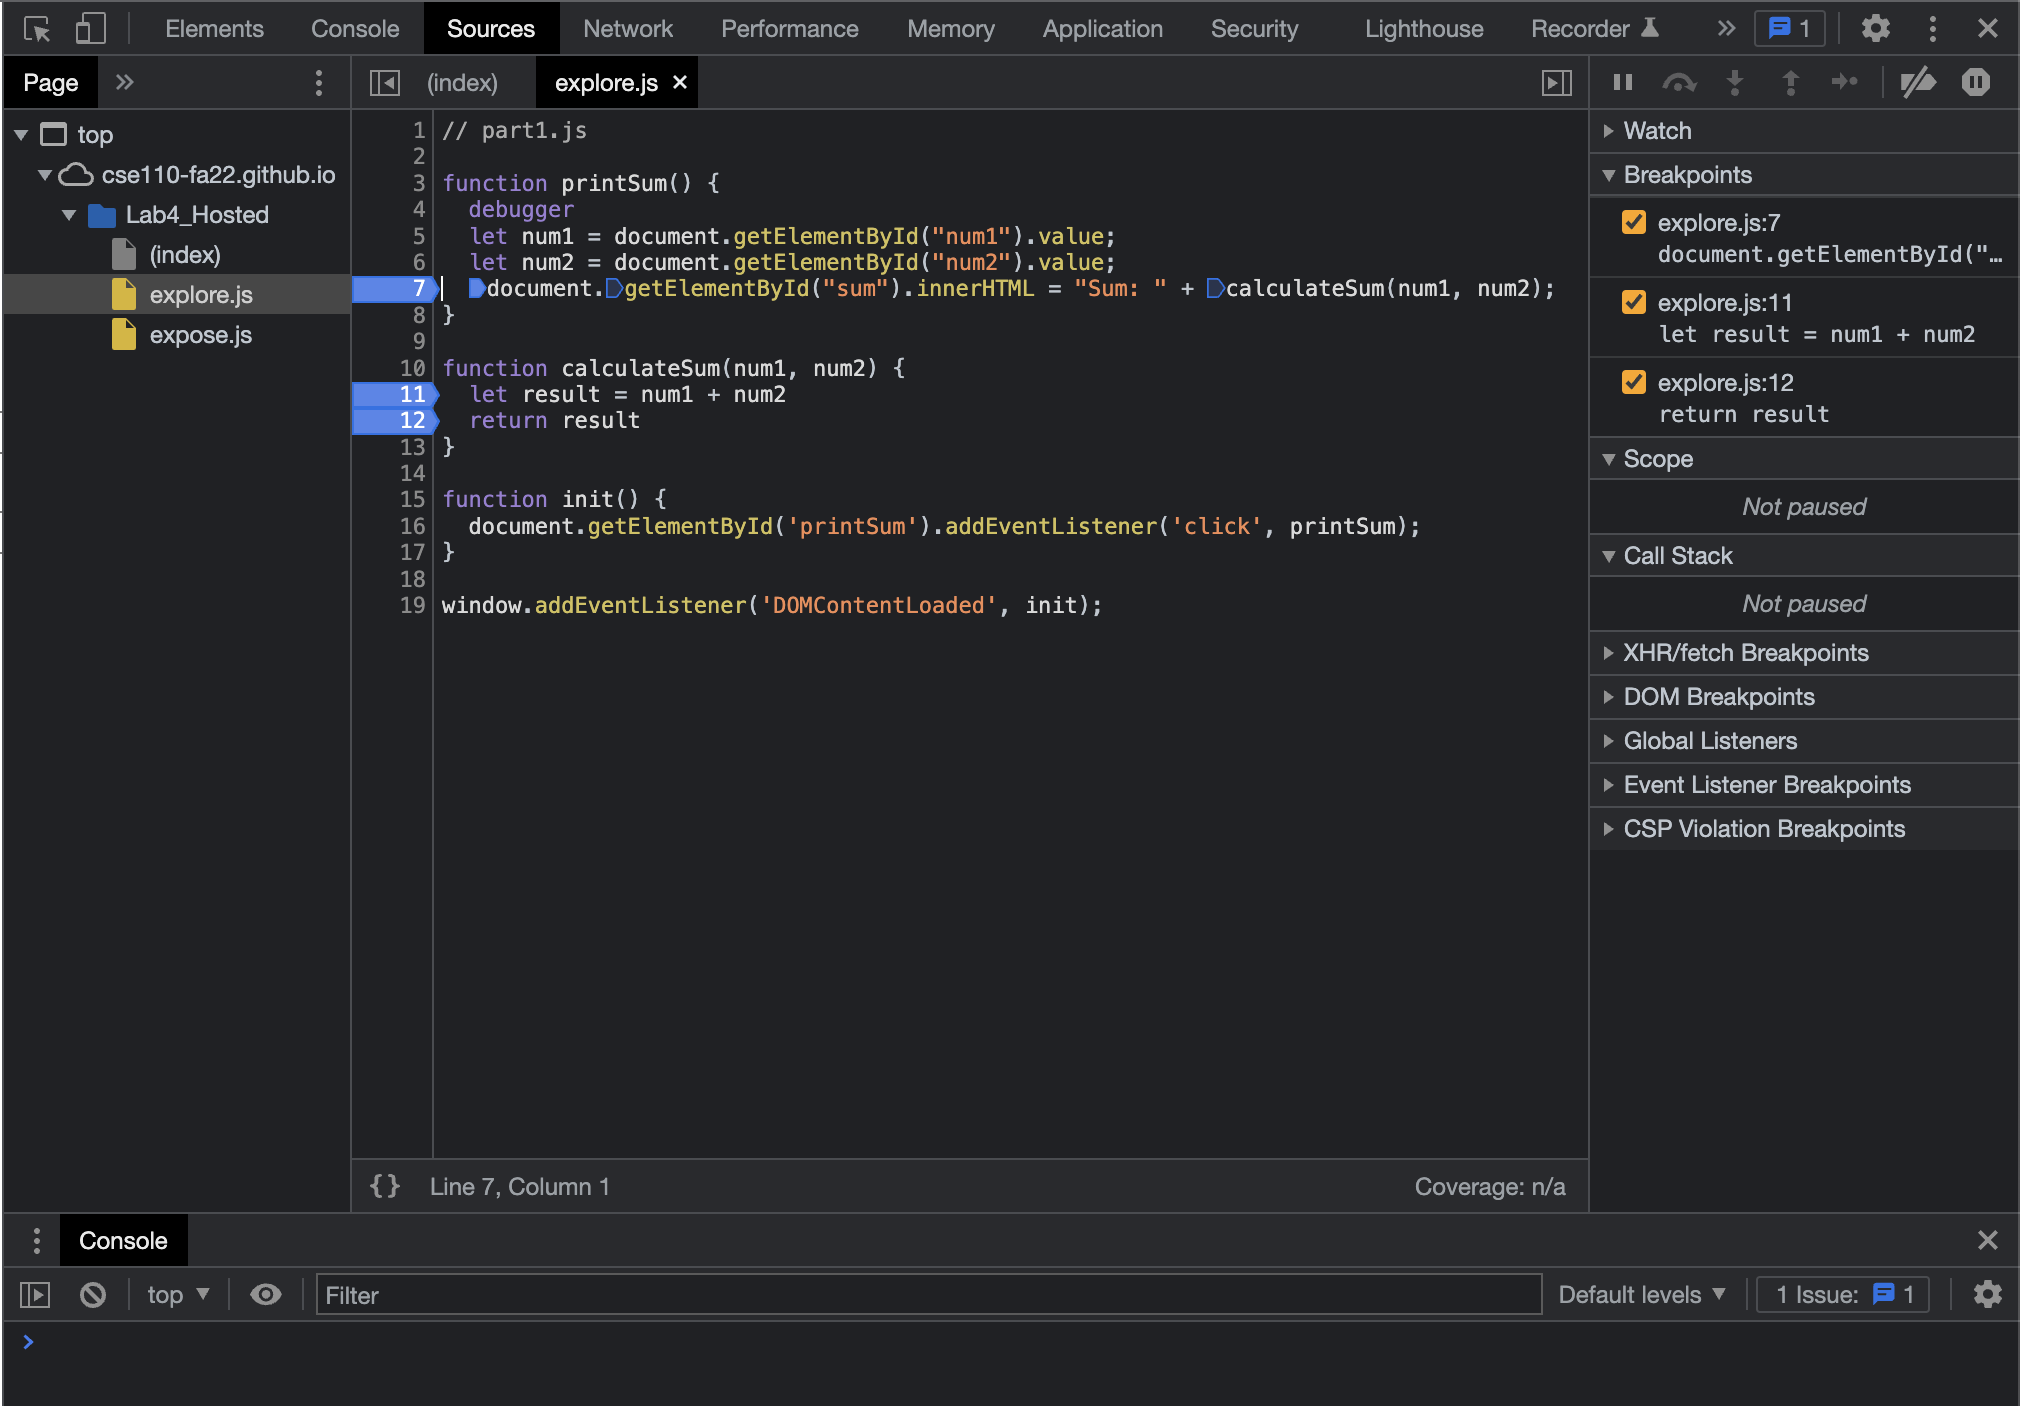 Elements Console Sources Network Performance Memory Application Security Lighthouse Recorder 1
Page
(index) explore.js
top
cse110-fa22.github.io
Lab4_Hosted
(index)
explore.js
expose.js
1 // part1.js
2
3 function printSum() {
4 debugger
5 let num1 = document.getElementById("num1").value;
6 let num2 = document.getElementById("num2").value;
7 document.getElementById("sum").innerHTML = "Sum: " + calculateSum(num1, num2);
8 }
9
10 function calculateSum(num1, num2) {
11 let result = num1 + num2
12 return result
13 }
14
15 function init() {
16 document.getElementById('printSum').addEventListener('click', printSum);
17 }
18
19 window.addEventListener('DOMContentLoaded', init);
{} Line 7, Column 1 Coverage: n/a
Watch
Breakpoints
explore.js:7
document.getElementById("…
explore.js:11
let result = num1 + num2
explore.js:12
return result
Scope
Not paused
Call Stack
Not paused
XHR/fetch Breakpoints
DOM Breakpoints
Global Listeners
Event Listener Breakpoints
CSP Violation Breakpoints
Console
top Filter Default levels 1 Issue: 1